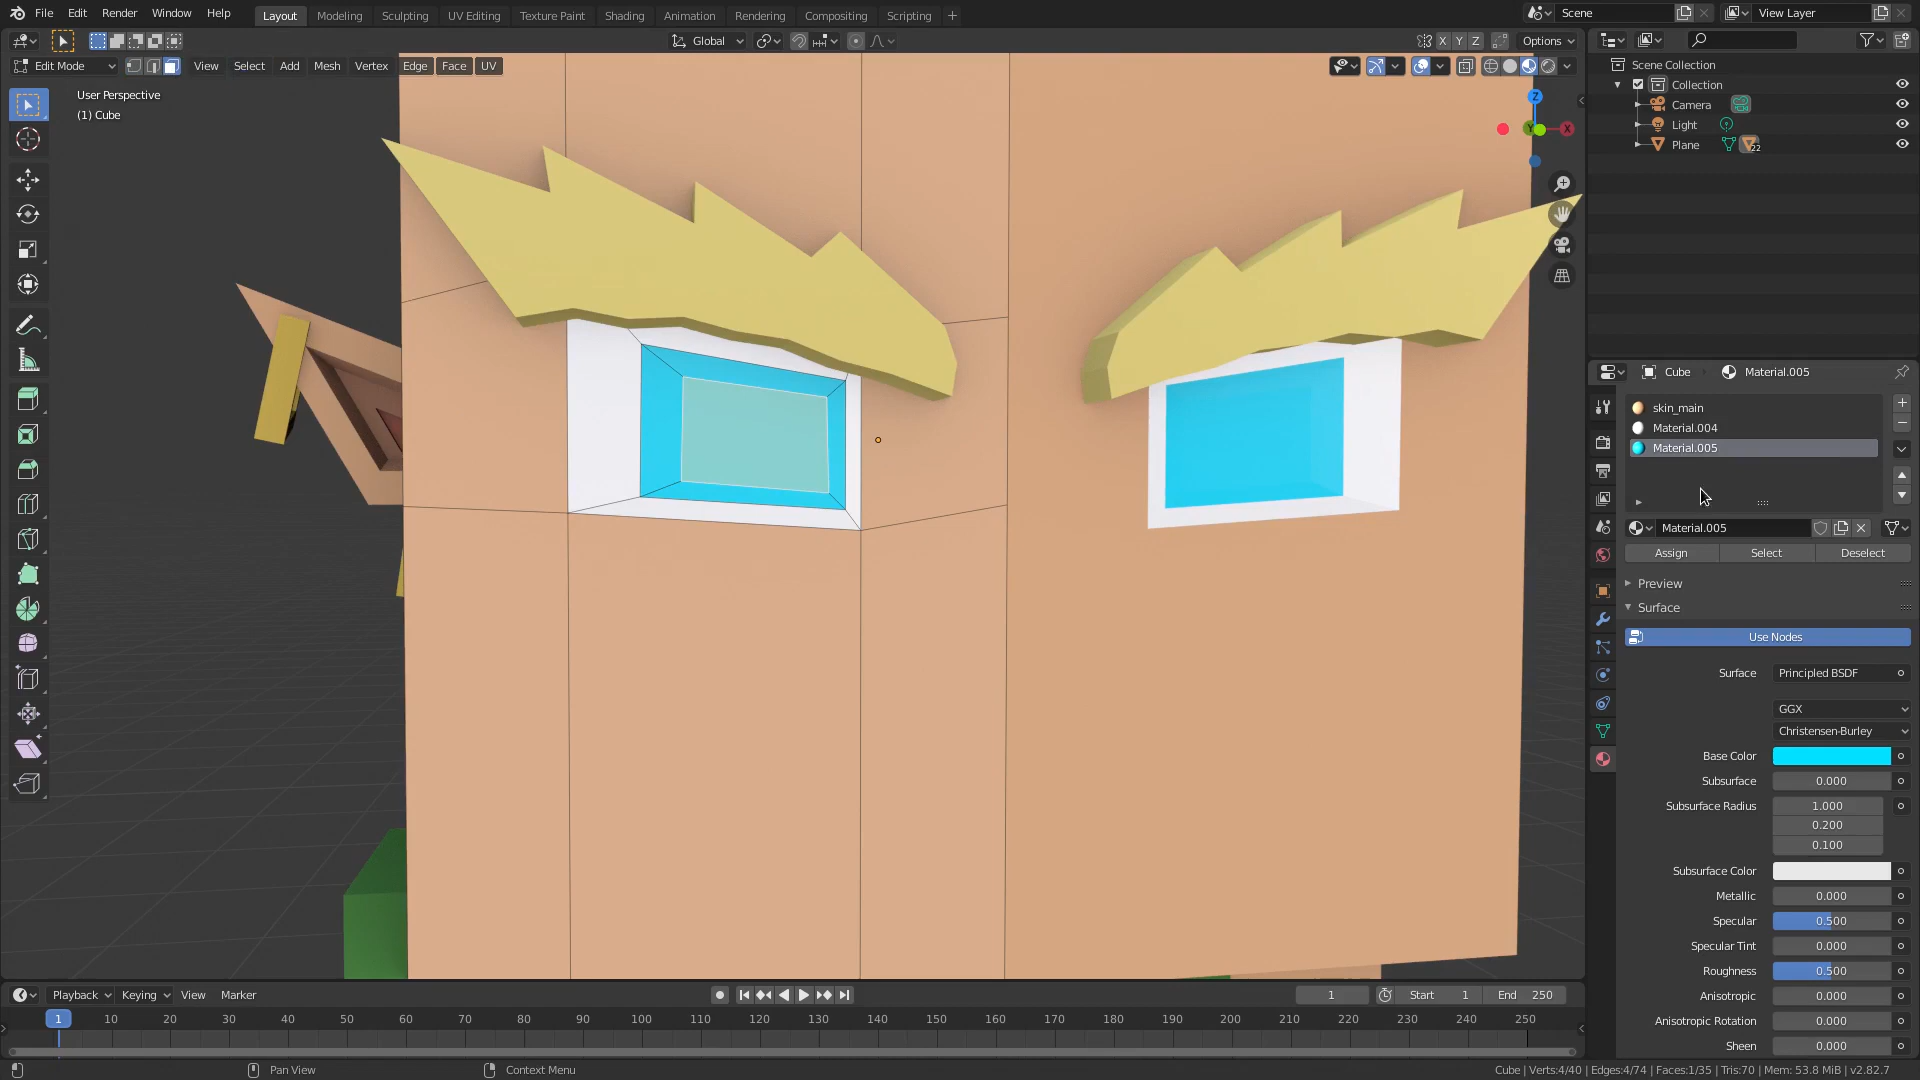 File Edit Render Window Help Layout Modeling Sculpting UV Editing Texture Paint Shading Animation Rendering Compositing Scripting + Scene View Layer
Global X Y Z Options
Edit Mode View Select Add Mesh Vertex Edge Face UV
User Perspective
(1) Cube
Z
Y
X
Scene Collection
Collection
Camera
Light
Plane 22
Cube Material.005
skin_main
Material.004
Material.005
Material.005
Assign Select Deselect
Preview
Surface
Use Nodes
Surface Principled BSDF
GGX
Christensen-Burley
Base Color
Subsurface 0.000
Subsurface Radius 1.000
0.200
0.100
Subsurface Color
Metallic 0.000
Specular 0.500
Specular Tint 0.000
Roughness 0.500
Anisotropic 0.000
Anisotropic Rotation 0.000
Sheen 0.000
Playback Keying View Marker 1 Start 1 End 250
1 10 20 30 40 50 60 70 80 90 100 110 120 130 140 150 160 170 180 190 200 210 220 230 240 250
Pan View Context Menu Cube | Verts:4/40 | Edges:4/74 | Faces:1/35 | Tris:70 | Mem: 53.8 MiB | v2.82.7